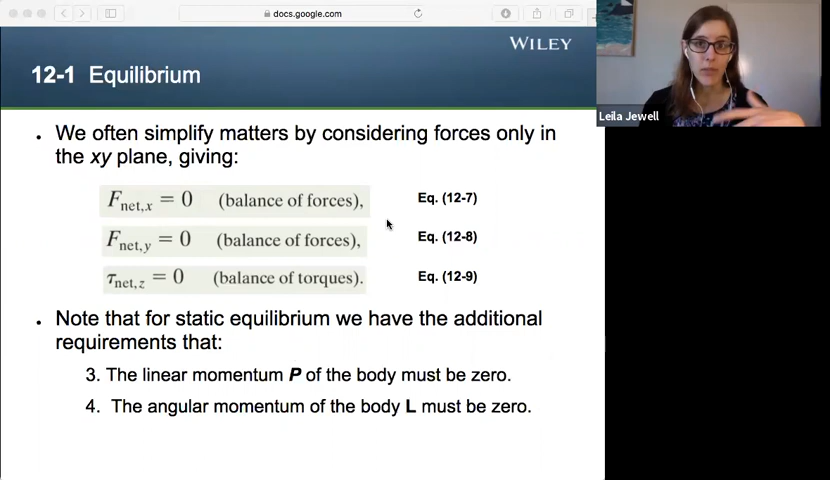 docs.google.com
WILEY
12-1 Equilibrium
Leila Jewell
• We often simplify matters by considering forces only in
the xy plane, giving:
F_net,x = 0 (balance of forces), Eq. (12-7)
F_net,y = 0 (balance of forces), Eq. (12-8)
τ_net,z = 0 (balance of torques). Eq. (12-9)
• Note that for static equilibrium we have the additional
requirements that:
3. The linear momentum P of the body must be zero.
4. The angular momentum of the body L must be zero.